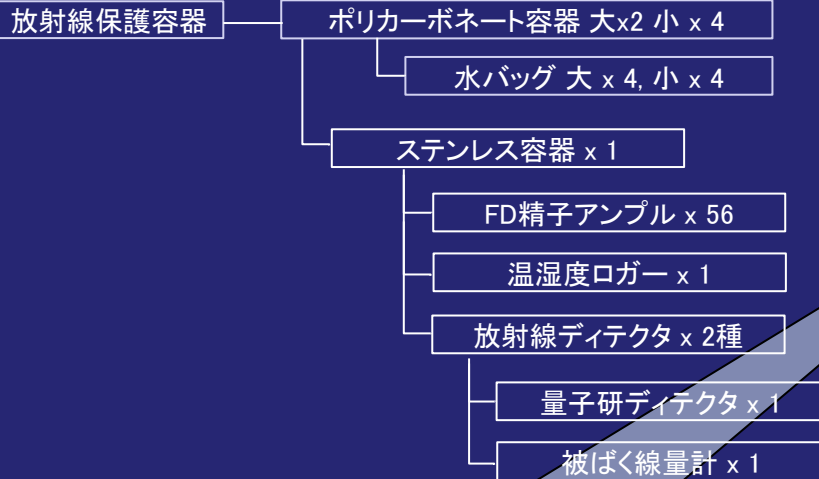 放射線保護容器
ポリカーボネート容器 大x2 小 x 4
水バッグ 大 x 4, 小 x 4
ステンレス容器 x 1
FD精子アンプル x 56
温湿度ロガー x 1
放射線ディテクタ x 2種
量子研ディテクタ x 1
被ばく線量計 x 1